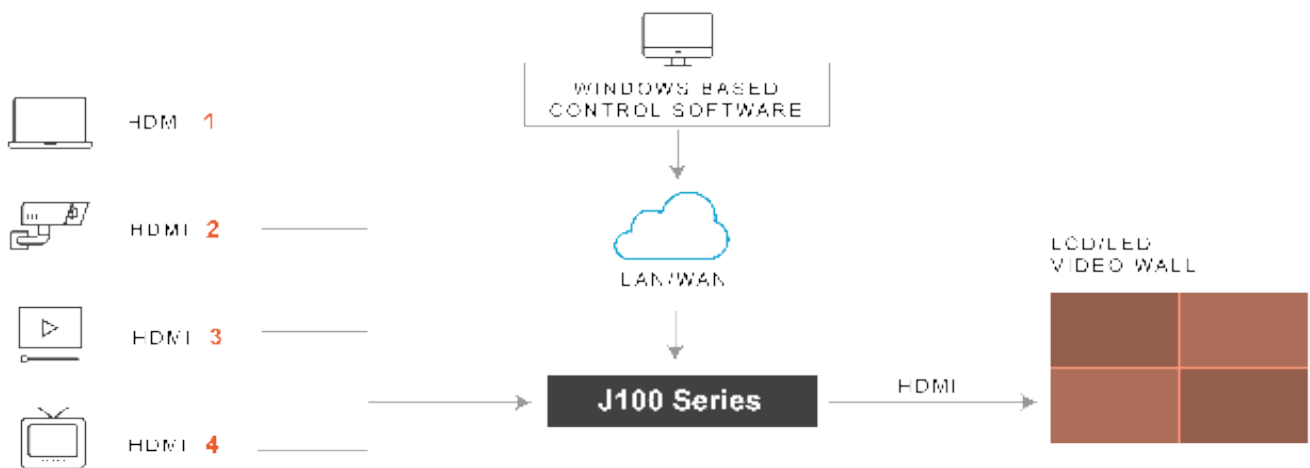 WINDOWS BASED
CONTROL SOFTWARE
HDMI 1
HDMI 2
LAN/WAN
LCD/LED
VIDEO WALL
HDMI 3
J100 Series
HDMI
HDMI 4